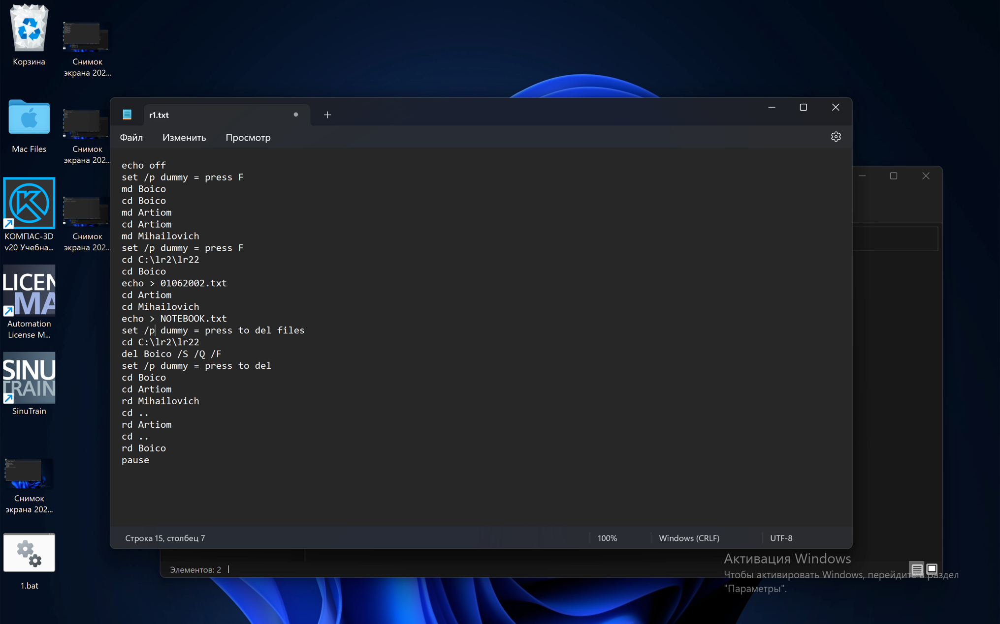 Корзина
Снимок
экрана 202...
Mac Files
Снимок
экрана 202...
КОМПАС-3D
v20 Учебна...
Снимок
экрана 202...
LICEN
MA
Automation
License M...
SINU
TRAIN
SinuTrain
Снимок
экрана 202...
1.bat
r1.txt
Файл Изменить Просмотр
echo off
set /p dummy = press F
md Boico
cd Boico
md Artiom
cd Artiom
md Mihailovich
set /p dummy = press F
cd C:\lr2\lr22
cd Boico
echo > 01062002.txt
cd Artiom
cd Mihailovich
echo > NOTEBOOK.txt
set /p dummy = press to del files
cd C:\lr2\lr22
del Boico /S /Q /F
set /p dummy = press to del
cd Boico
cd Artiom
rd Mihailovich
cd ..
rd Artiom
cd ..
rd Boico
pause
Строка 15, столбец 7 100% Windows (CRLF) UTF-8
Элементов: 2
Активация Windows
Чтобы активировать Windows, перейдите в раздел
"Параметры".